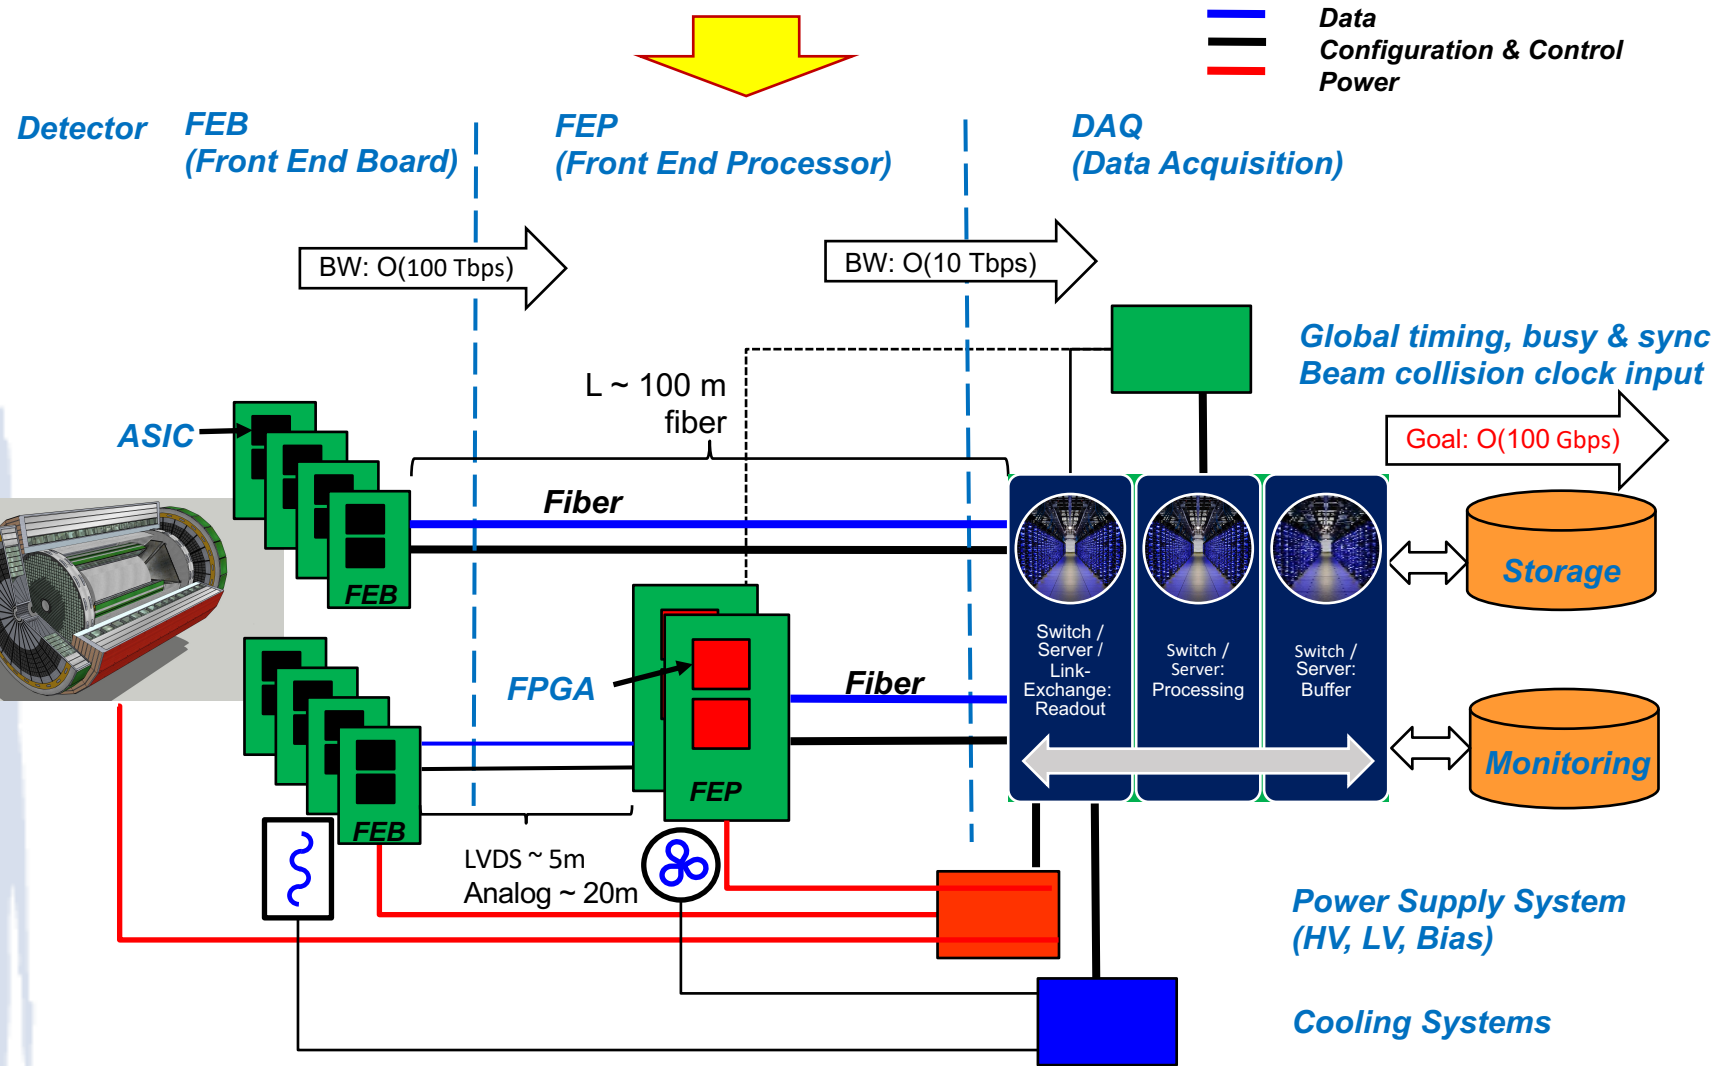 Data
Configuration & Control
Power
Detector
FEB
(Front End Board)
FEP
(Front End Processor)
DAQ
(Data Acquisition)
BW: O(100 Tbps)
BW: O(10 Tbps)
Global timing, busy & sync
Beam collision clock input
L ~ 100 m
fiber
Goal: O(100 Gbps)
ASIC
Fiber
FEB
Storage
Switch /
Server /
Link-
Exchange:
Readout
Switch /
Server:
Processing
Switch /
Server:
Buffer
FPGA
Fiber
FEP
Monitoring
FEB
LVDS ~ 5m
Analog ~ 20m
Power Supply System
(HV, LV, Bias)
Cooling Systems